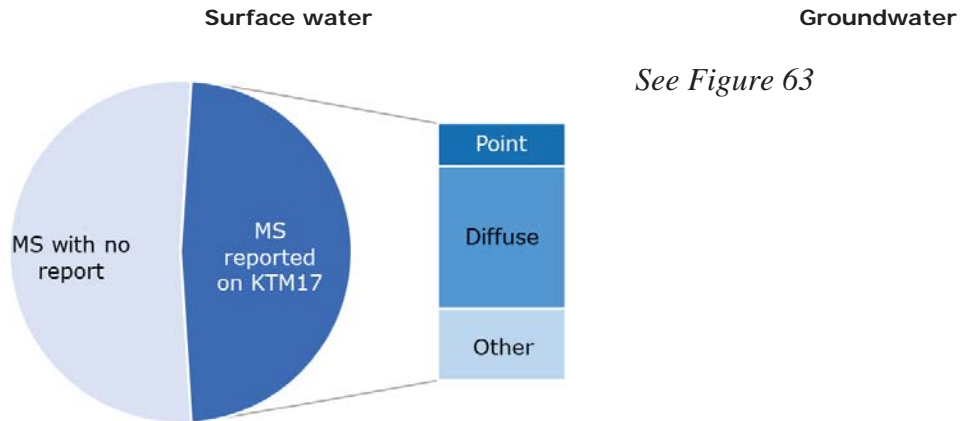 Surface water
Groundwater
See Figure 63
MS with no
report
MS
reported
on KTM17
Point
Diffuse
Other